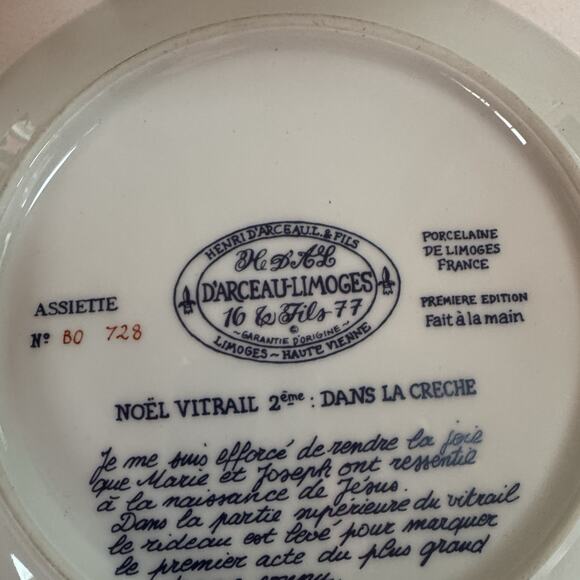 HENRI D'ARCEAU.L.& FILS
H. D'A.L
D'ARCEAU-LIMOGES
16 & Fils 77
©
~GARANTIE D'ORIGINE~
LIMOGES ~ HAUTE VIENNE
PORCELAINE
DE LIMOGES
FRANCE
PREMIERE EDITION
Fait à la main
ASSIETTE
Nº BO 728
NOËL VITRAIL 2ème : DANS LA CRECHE
Je me suis efforcé de rendre la joie
que Marie et Joseph ont ressentie
à la naissance de Jésus.
Dans la partie supérieure du vitrail
le rideau est levé pour marquer
le premier acte du plus grand